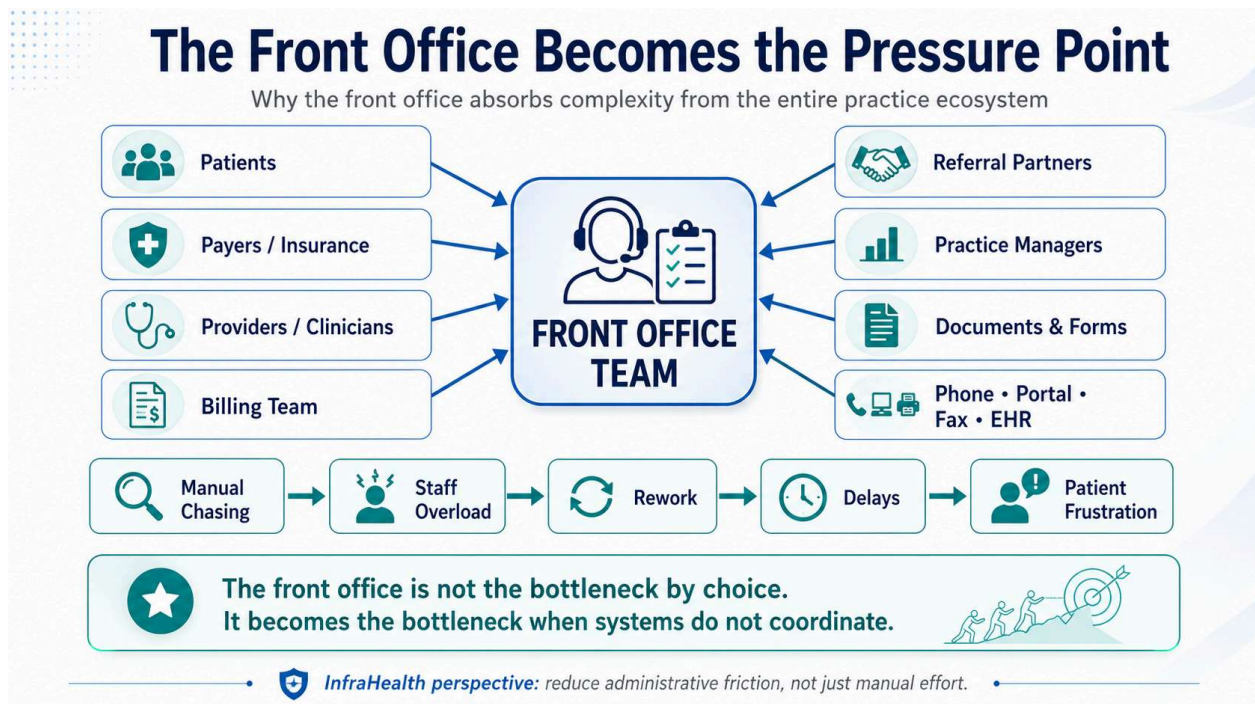 The Front Office Becomes the Pressure Point
Why the front office absorbs complexity from the entire practice ecosystem
Patients
Payers / Insurance
Providers / Clinicians
Billing Team
FRONT OFFICE
TEAM
Referral Partners
Practice Managers
Documents & Forms
Phone • Portal •
Fax • EHR
Manual
Chasing
Staff
Overload
Rework
Delays
Patient
Frustration
The front office is not the bottleneck by choice.
It becomes the bottleneck when systems do not coordinate.
InfraHealth perspective: reduce administrative friction, not just manual effort.